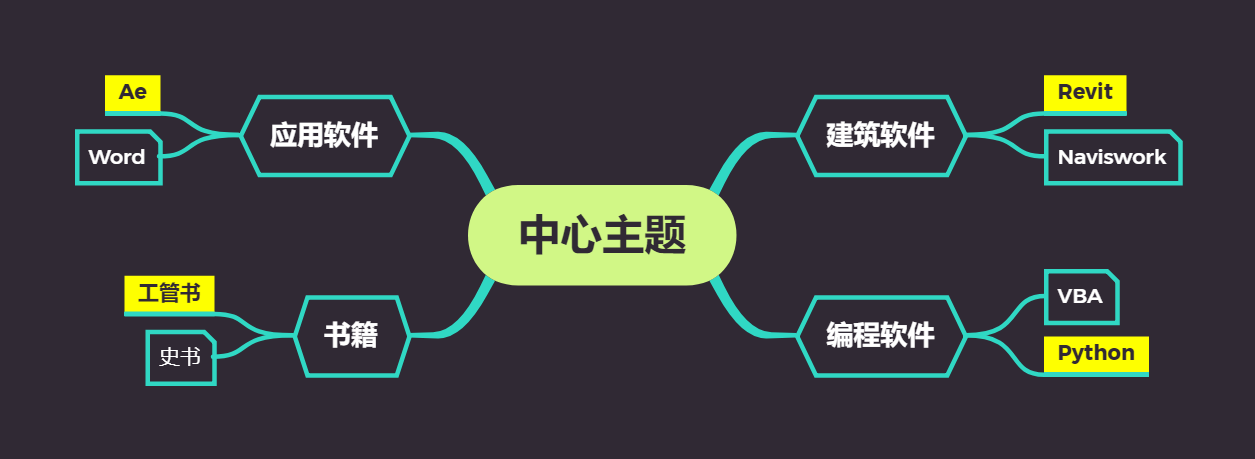 中心主题
应用软件
Ae
Word
书籍
工管书
史书
建筑软件
Revit
Naviswork
编程软件
VBA
Python